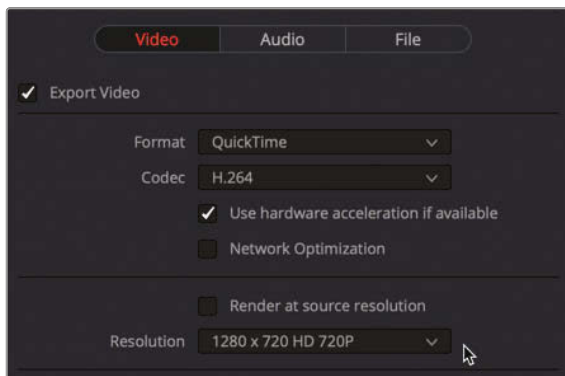 Video Audio File
Export Video
Format QuickTime
Codec H.264
Use hardware acceleration if available
Network Optimization
Render at source resolution
Resolution 1280 x 720 HD 720P